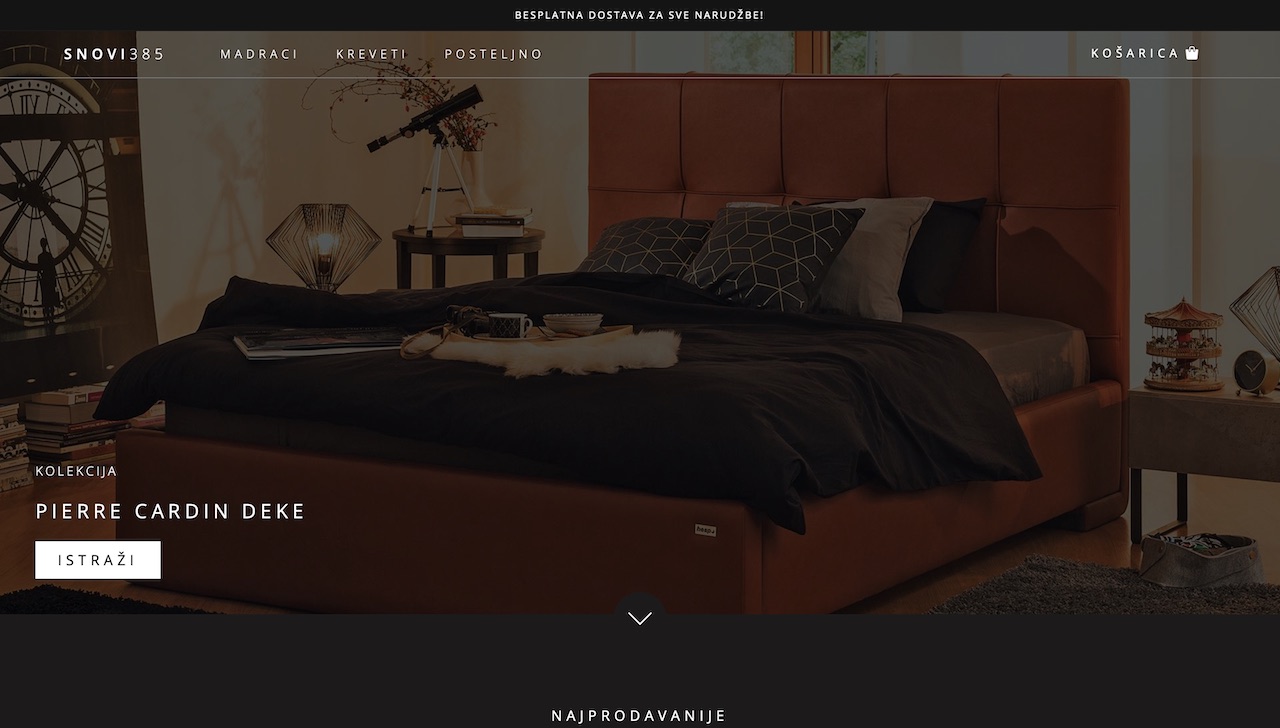 BESPLATNA DOSTAVA ZA SVE NARUDŽBE!
SNOVI385 MADRACI KREVETI POSTELJNO KOŠARICA
KOLEKCIJA
PIERRE CARDIN DEKE
ISTRAŽI
NAJPRODAVANIJE